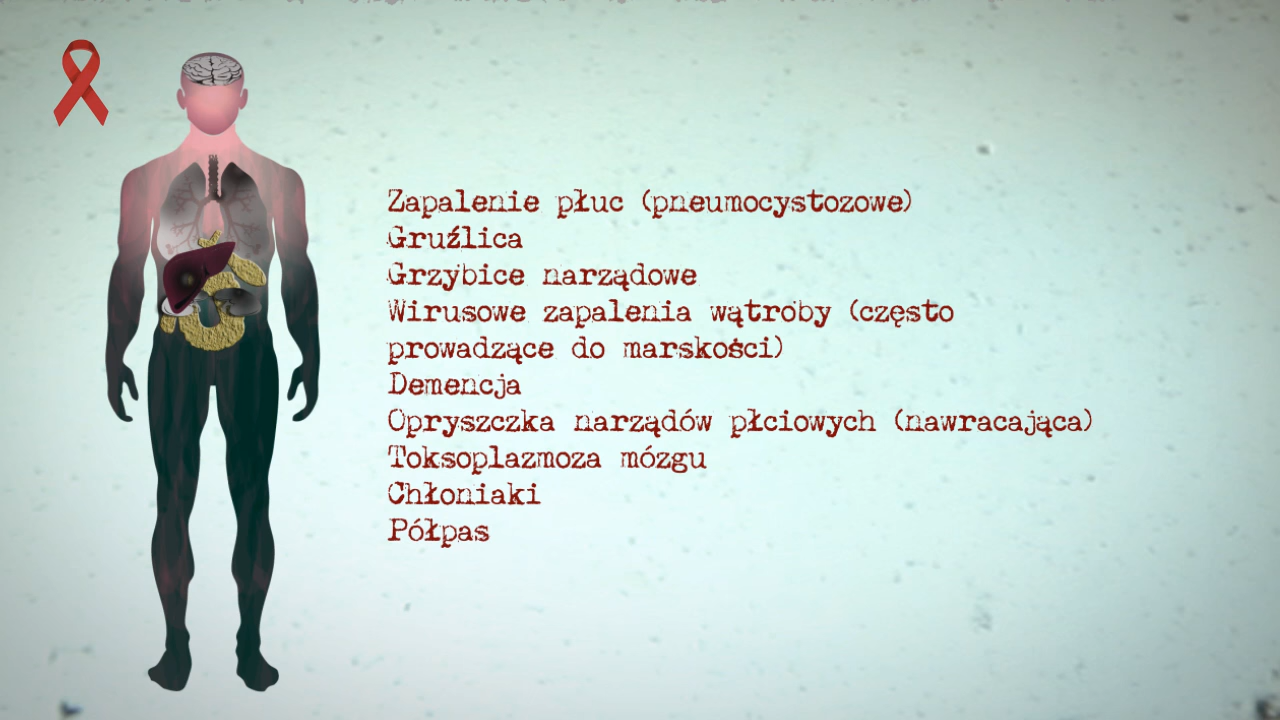 Zapalenie płuc (pneumocystozowe)
Gruźlica
Grzybice narządowe
Wirusowe zapalenia wątroby (często
prowadzące do marskości)
Demencja
Opryszczka narządów płciowych (nawracająca)
Toksoplazmoza mózgu
Chłoniaki
Półpas